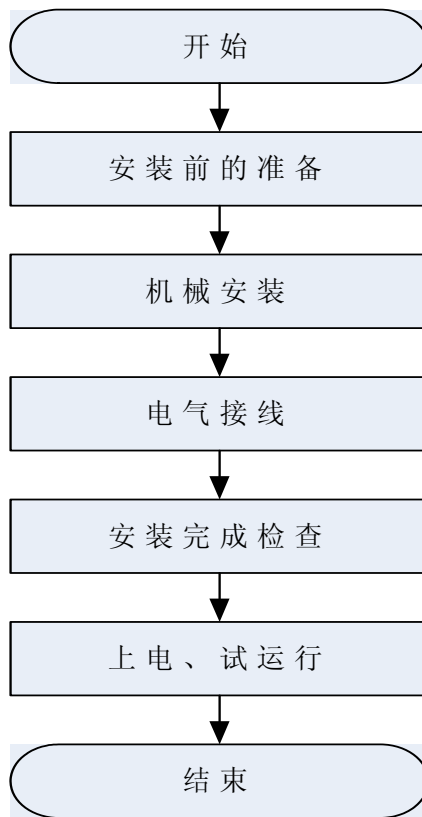 开始
安装前的准备
机械安装
电气接线
安装完成检查
上电、试运行
结束